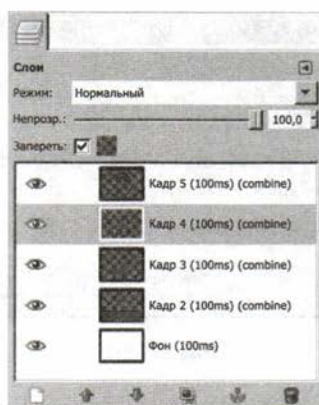 Слои
Режим: Нормальный
Непрозр.: 100,0
Запереть:
Кадр 5 (100ms) (combine)
Кадр 4 (100ms) (combine)
Кадр 3 (100ms) (combine)
Кадр 2 (100ms) (combine)
Фон (100ms)